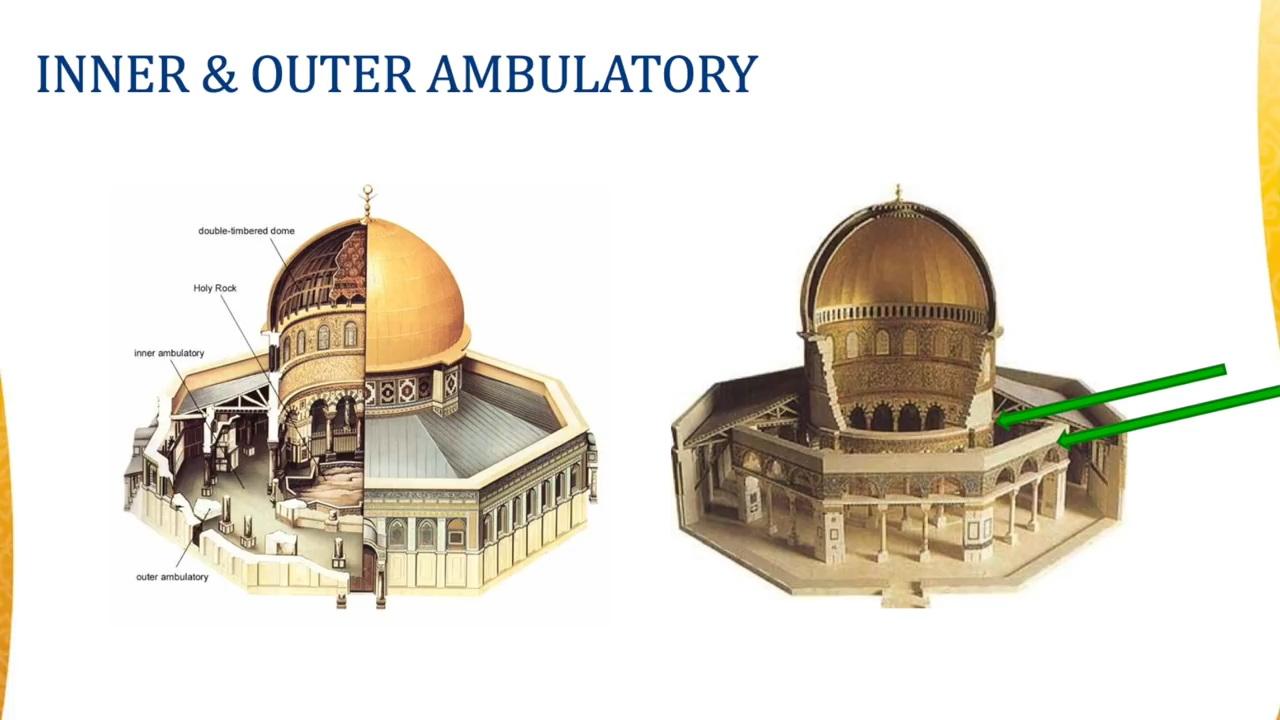 INNER & OUTER AMBULATORY
double-timbered dome
Holy Rock
inner ambulatory
outer ambulatory